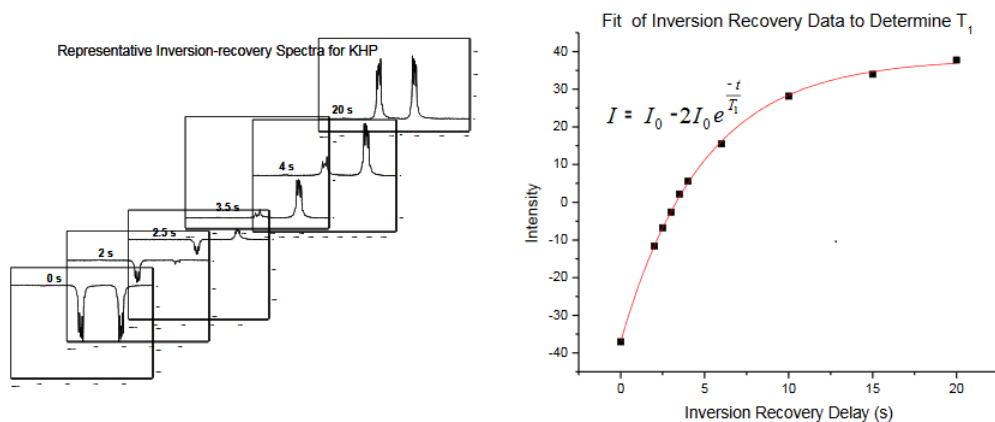 Representative Inversion-recovery Spectra for KHP
20 s
4 s
3.5 s
2.5 s
2 s
0 s
Fit of Inversion Recovery Data to Determine T₁
I = I₀ -2I₀e^(-t/T₁)
Intensity
40
30
20
10
0
-10
-20
-30
-40
0 5 10 15 20
Inversion Recovery Delay (s)